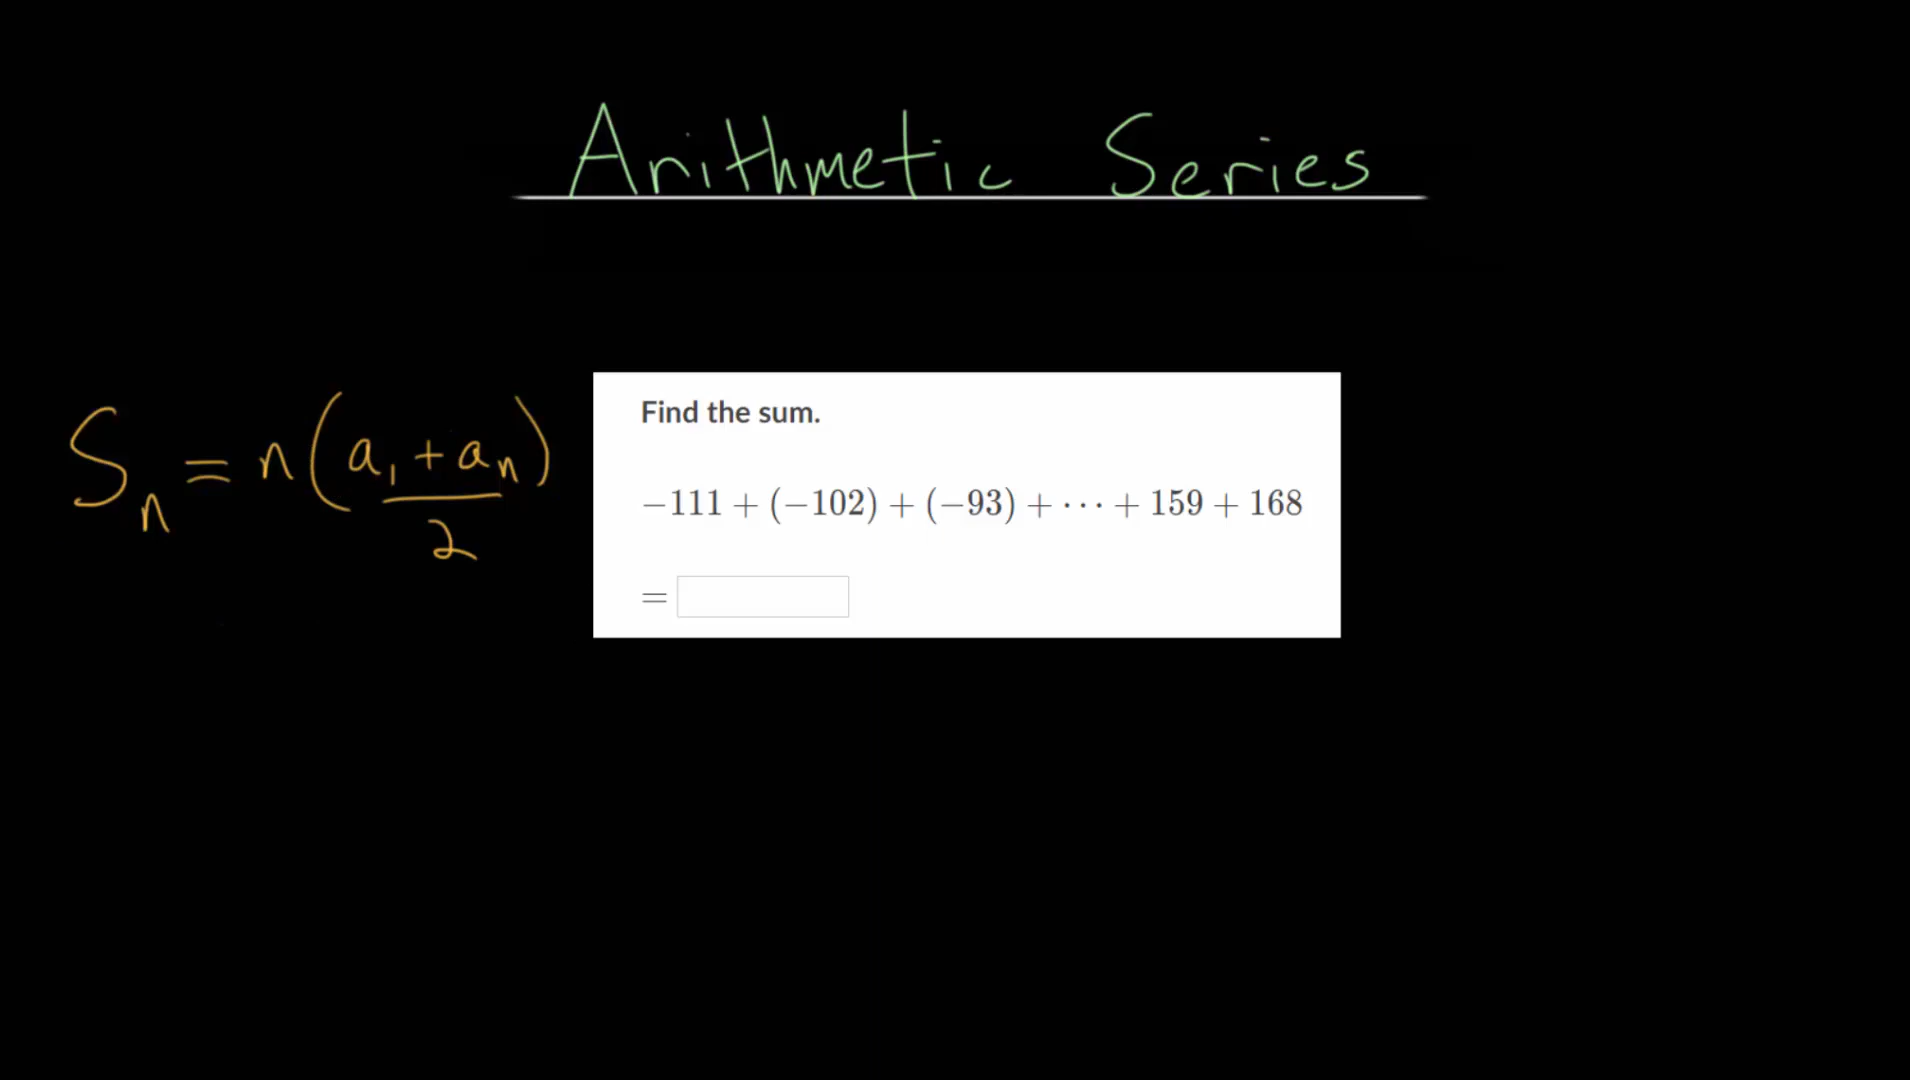 Arithmetic Series
Sₙ = n(a₁ + aₙ / 2)
Find the sum.
−111 + (−102) + (−93) + ⋯ + 159 + 168
=